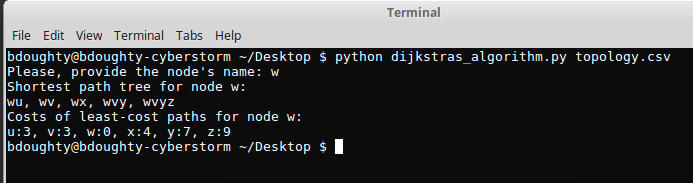 Terminal
File Edit View Terminal Tabs Help
bdoughty@bdoughty-cyberstorm ~/Desktop $ python dijkstras_algorithm.py topology.csv
Please, provide the node's name: w
Shortest path tree for node w:
wu, wv, wx, wvy, wvyz
Costs of least-cost paths for node w:
u:3, v:3, w:0, x:4, y:7, z:9
bdoughty@bdoughty-cyberstorm ~/Desktop $